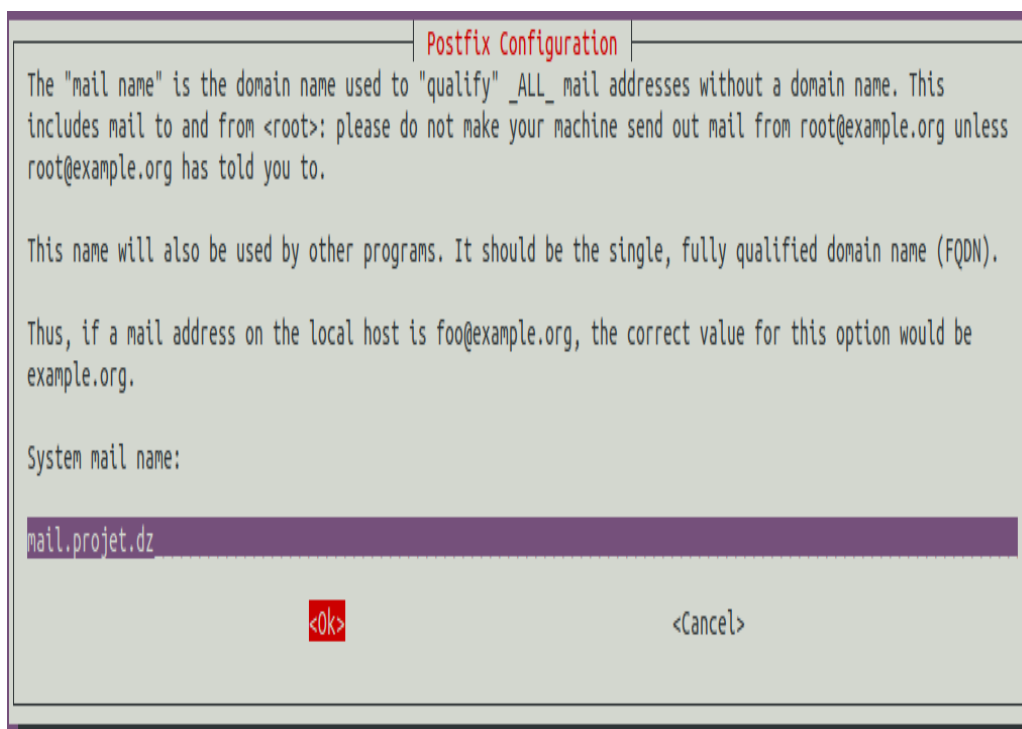 Postfix Configuration
The "mail name" is the domain name used to "qualify" _ALL_ mail addresses without a domain name. This
includes mail to and from <root>: please do not make your machine send out mail from root@example.org unless
root@example.org has told you to.
This name will also be used by other programs. It should be the single, fully qualified domain name (FQDN).
Thus, if a mail address on the local host is foo@example.org, the correct value for this option would be
example.org.
System mail name:
mail.projet.dz
<Ok> <Cancel>